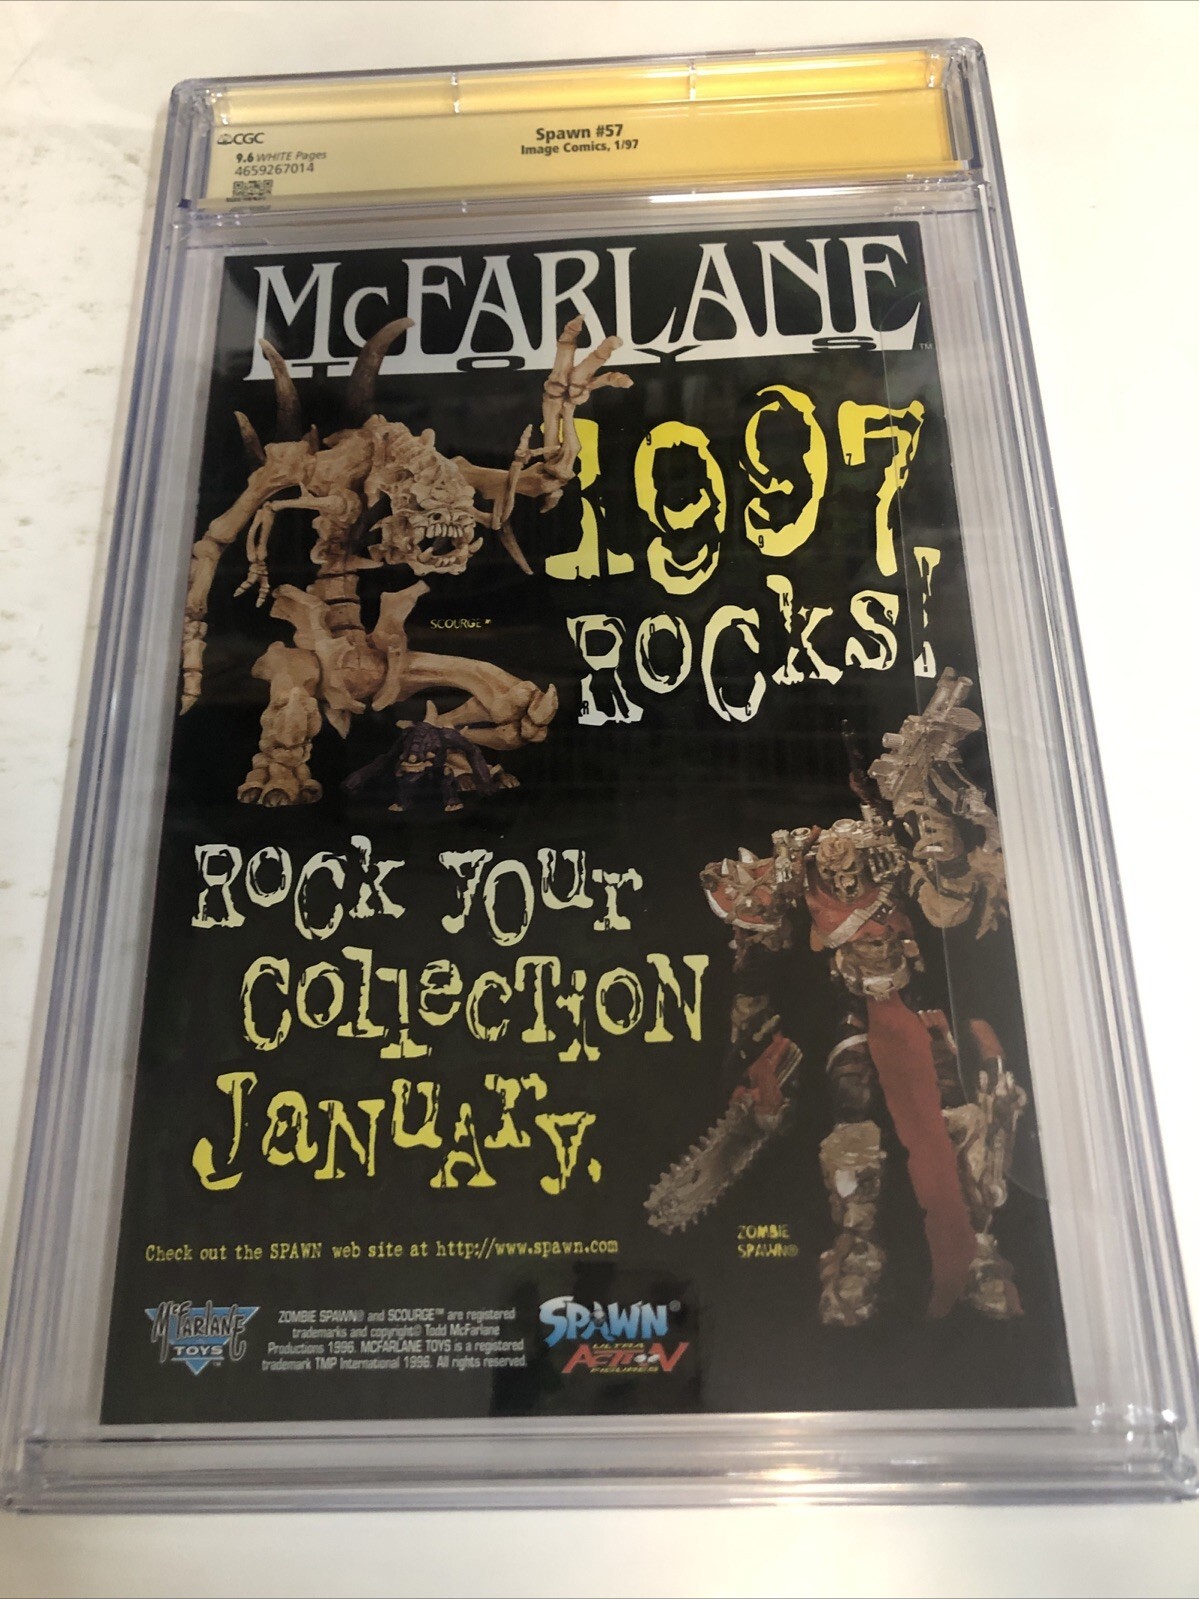 CGC
Spawn #57
Image Comics, 1/97
9.6 WHITE Pages
4659267014
McFARLANE
TOYS TM
1997
ROCKS!
SCOURGE™
Rock your
Collection
January.
ZOMBIE
SPAWN®
Check out the SPAWN web site at http://www.spawn.com
McFARLANE
TOYS
ZOMBIE SPAWN® and SCOURGE™ are registered
trademarks and copyright© Todd McFarlane
Productions 1996. MCFARLANE TOYS is a registered
trademark TMP International 1996. All rights reserved.
SPAWN®
ULTRA
ACTION
FIGURES